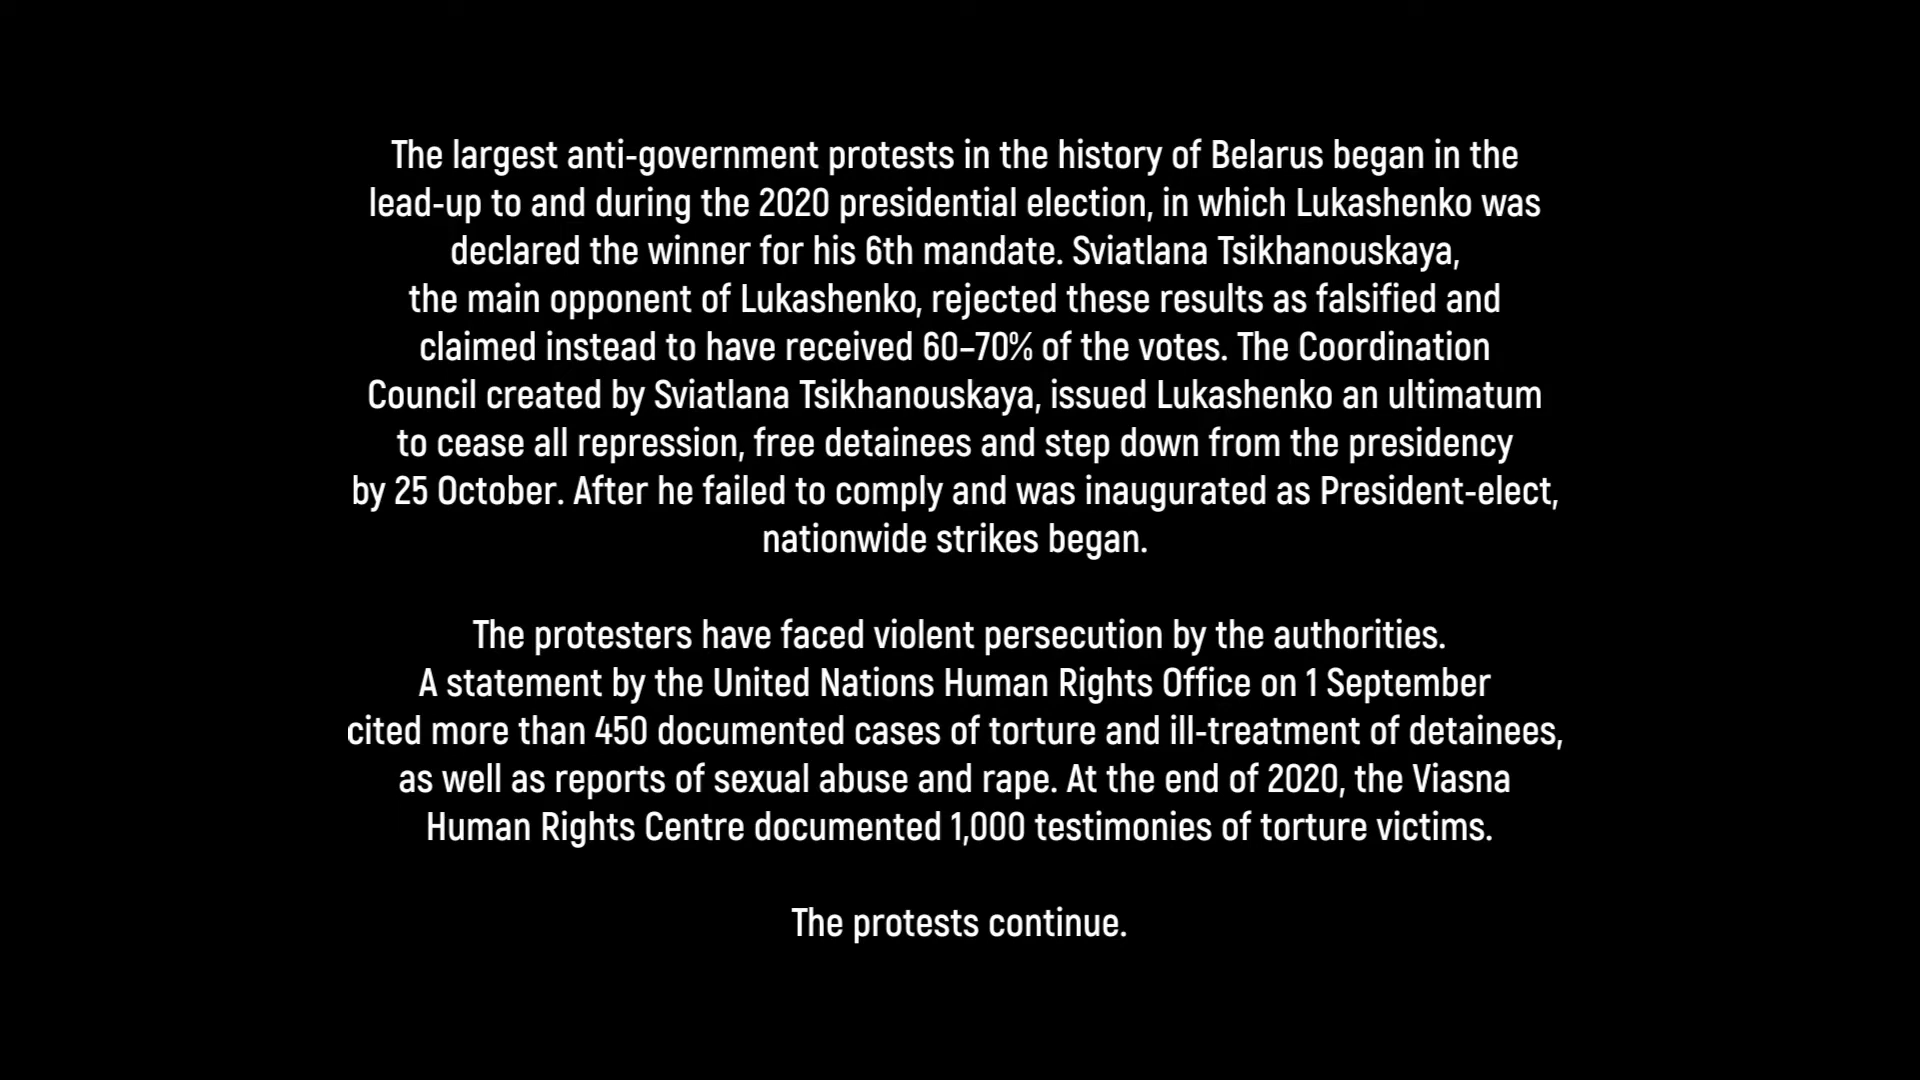 The largest anti-government protests in the history of Belarus began in the
lead-up to and during the 2020 presidential election, in which Lukashenko was
declared the winner for his 6th mandate. Sviatlana Tsikhanouskaya,
the main opponent of Lukashenko, rejected these results as falsified and
claimed instead to have received 60–70% of the votes. The Coordination
Council created by Sviatlana Tsikhanouskaya, issued Lukashenko an ultimatum
to cease all repression, free detainees and step down from the presidency
by 25 October. After he failed to comply and was inaugurated as President-elect,
nationwide strikes began.
The protesters have faced violent persecution by the authorities.
A statement by the United Nations Human Rights Office on 1 September
cited more than 450 documented cases of torture and ill-treatment of detainees,
as well as reports of sexual abuse and rape. At the end of 2020, the Viasna
Human Rights Centre documented 1,000 testimonies of torture victims.
The protests continue.